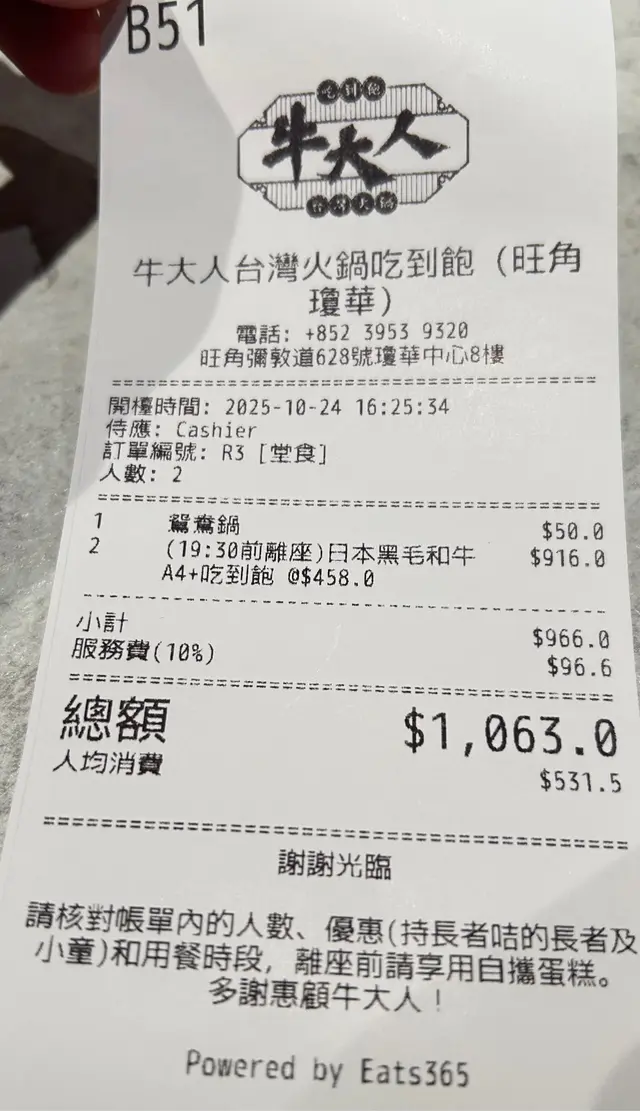 B51
吃到飽
牛大人
台灣火鍋
牛大人台灣火鍋吃到飽（旺角
瓊華）
電話: +852 3953 9320
旺角彌敦道628號瓊華中心8樓
開檯時間: 2025-10-24 16:25:34
侍應: Cashier
訂單編號: R3 [堂食]
人數: 2
1 鴛鴦鍋 $50.0
2 (19:30前離座)日本黑毛和牛 $916.0
A4+吃到飽 @$458.0
小計 $966.0
服務費(10%) $96.6
總額 $1,063.0
人均消費 $531.5
謝謝光臨
請核對帳單內的人數、優惠(持長者咭的長者及
小童)和用餐時段, 離座前請享用自攜蛋糕。
多謝惠顧牛大人！
Powered by Eats365